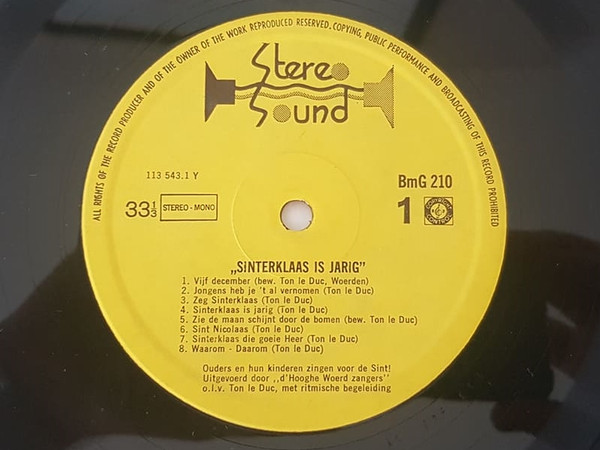 ALL RIGHTS OF THE RECORD PRODUCER AND OF THE OWNER OF THE WORK REPRODUCED RESERVED. COPYING, PUBLIC PERFORMANCE AND BROADCASTING OF THIS RECORD PROHIBITED
Stereo
Sound
113 543.1 Y
BmG 210
33⅓ STEREO - MONO
1
„SINTERKLAAS IS JARIG”
1. Vijf december (bew. Ton le Duc, Woerden)
2. Jongens heb je 't al vernomen (Ton le Duc)
3. Zeg Sinterklaas (Ton le Duc)
4. Sinterklaas is jarig (Ton le Duc)
5. Zie de maan schijnt door de bomen (bew. Ton le Duc)
6. Sint Nicolaas (Ton le Duc)
7. Sinterklaas die goeie Heer (Ton le Duc)
8. Waarom - Daarom (Ton le Duc)
Ouders en hun kinderen zingen voor de Sint!
Uitgevoerd door ,,d'Hooghe Woerd zangers''
o.l.v. Ton le Duc, met ritmische begeleiding